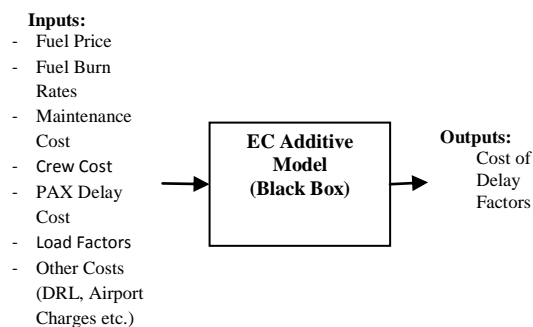 Inputs:
- Fuel Price
- Fuel Burn
Rates
- Maintenance
Cost
- Crew Cost
- PAX Delay
Cost
- Load Factors
- Other Costs
(DRL, Airport
Charges etc.)
EC Additive
Model
(Black Box)
Outputs:
Cost of
Delay
Factors